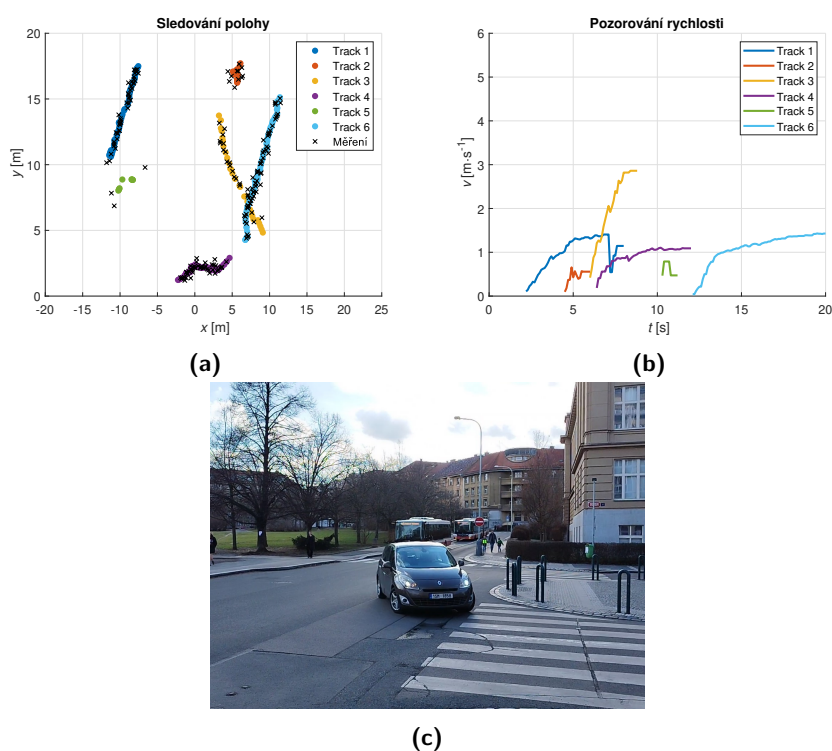 Sledování polohy
20
15
10
5
0
y [m]
-20 -15 -10 -5 0 5 10 15 20 25
x [m]
Track 1
Track 2
Track 3
Track 4
Track 5
Track 6
Měření
(a)
Pozorování rychlosti
6
5
4
3
2
1
0
v [m·s⁻¹]
0 5 10 15 20
t [s]
Track 1
Track 2
Track 3
Track 4
Track 5
Track 6
(b)
(c)